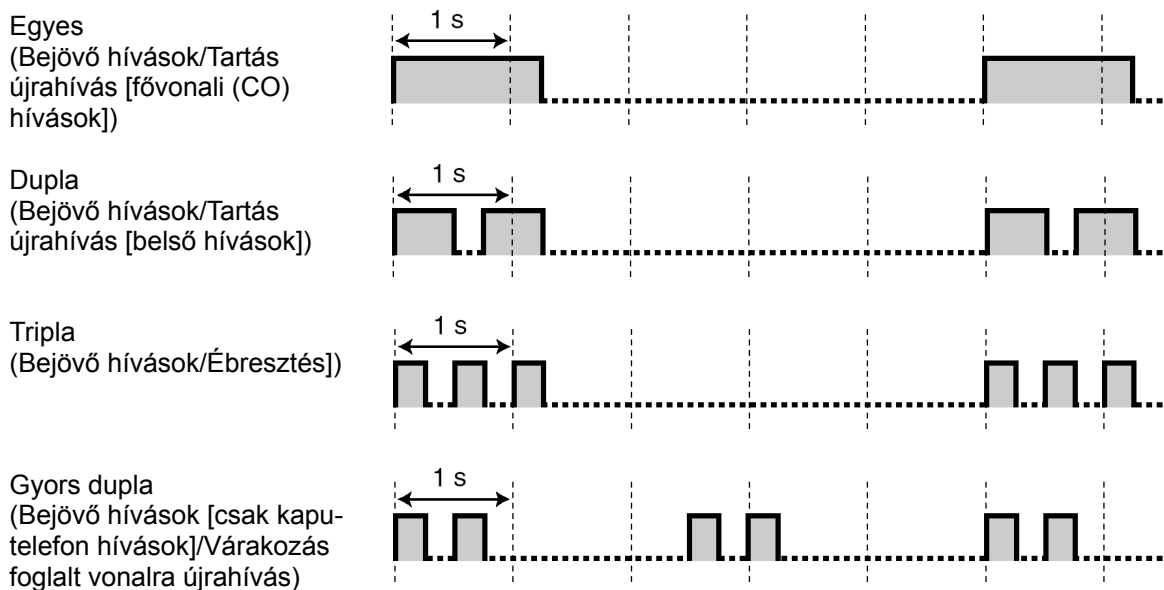 Egyes
(Bejövő hívások/Tartás
újrahívás [fővonali (CO)
hívások])
1 s
Dupla
(Bejövő hívások/Tartás
újrahívás [belső hívások])
1 s
Tripla
(Bejövő hívások/Ébresztés])
1 s
Gyors dupla
(Bejövő hívások [csak kapu-
telefon hívások]/Várakozás
foglalt vonalra újrahívás)
1 s